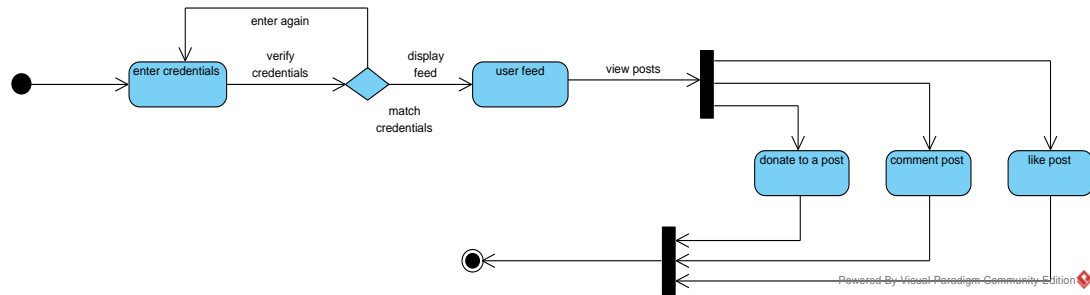 enter again
enter credentials
verify
credentials
display
feed
match
credentials
user feed
view posts
donate to a post
comment post
like post
Powered By Visual Paradigm Community Edition